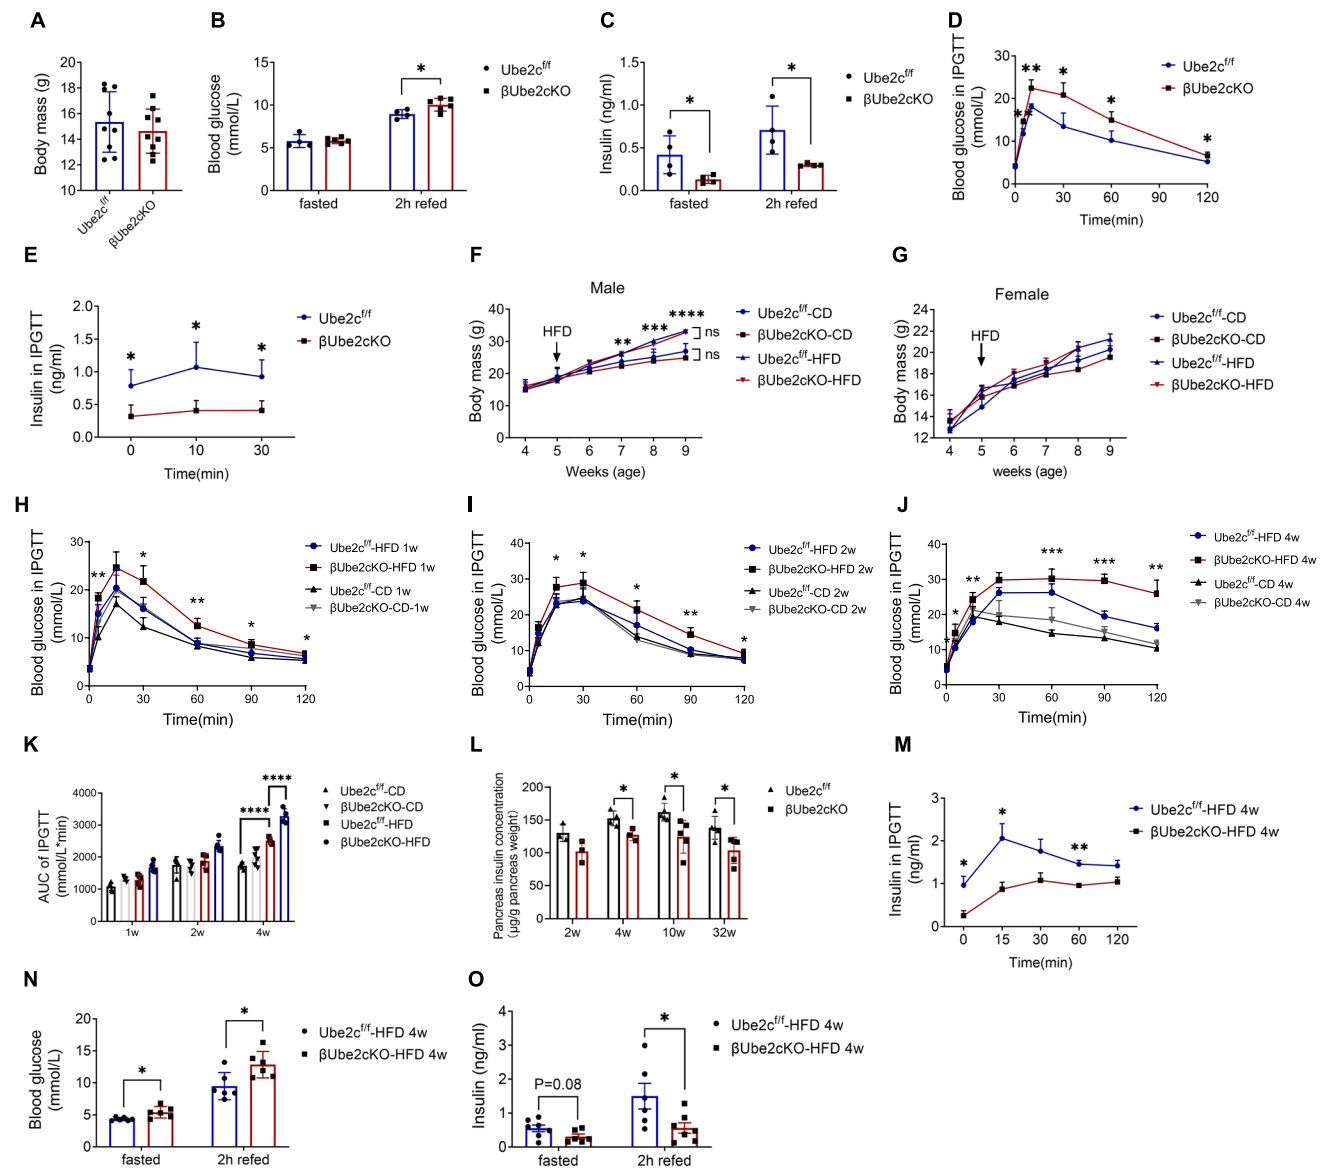 A
Body mass (g)
20
18
16
14
12
10
Ube2cf/f
βUbe2cKO
B
Blood glucose
(mmol/L)
15
10
5
0
*
fasted
2h refed
Ube2cf/f
βUbe2cKO
C
Insulin (ng/ml)
1.5
1.0
0.5
0.0
*
*
fasted
2h refed
Ube2cf/f
βUbe2cKO
D
Blood glucose in IPGTT
(mmol/L)
30
20
10
0
**
*
*
*
*
*
0
30
60
90
120
Time(min)
Ube2cf/f
βUbe2cKO
E
Insulin in IPGTT
(ng/ml)
2.0
1.5
1.0
0.5
0.0
*
*
*
0
10
30
Time(min)
Ube2cf/f
βUbe2cKO
F
Male
Body mass (g)
40
30
20
10
0
HFD
**
***
****
ns
ns
4
5
6
7
8
9
Weeks (age)
Ube2cf/f-CD
βUbe2cKO-CD
Ube2cf/f-HFD
βUbe2cKO-HFD
G
Female
Body mass (g)
24
22
20
18
16
14
12
HFD
4
5
6
7
8
9
weeks (age)
Ube2cf/f-CD
βUbe2cKO-CD
Ube2cf/f-HFD
βUbe2cKO-HFD
H
Blood glucose in IPGTT
(mmol/L)
30
20
10
0
**
*
**
*
*
0
30
60
90
120
Time(min)
Ube2cf/f-HFD 1w
βUbe2cKO-HFD 1w
Ube2cf/f-CD 1w
βUbe2cKO-CD-1w
I
Blood glucose in IPGTT
(mmol/L)
40
30
20
10
0
*
*
*
**
*
0
30
60
90
120
Time(min)
Ube2cf/f-HFD 2w
βUbe2cKO-HFD 2w
Ube2cf/f-CD 2w
βUbe2cKO-CD 2w
J
Blood glucose in IPGTT
(mmol/L)
40
30
20
10
0
*
*
**
***
***
**
0
30
60
90
120
Time(min)
Ube2cf/f-HFD 4w
βUbe2cKO-HFD 4w
Ube2cf/f-CD 4w
βUbe2cKO-CD 4w
K
AUC of IPGTT
(mmol/L*min)
4000
3000
2000
1000
0
****
****
1w
2w
4w
Ube2cf/f-CD
βUbe2cKO-CD
Ube2cf/f-HFD
βUbe2cKO-HFD
L
Pancreas insulin concentration
(μg/g pancreas weight)
200
150
100
50
0
*
*
*
2w
4w
10w
32w
Ube2cf/f
βUbe2cKO
M
Insulin in IPGTT
(ng/ml)
3
2
1
0
*
*
**
0
15
30
60
120
Time(min)
Ube2cf/f-HFD 4w
βUbe2cKO-HFD 4w
N
Blood glucose
(mmol/L)
20
15
10
5
0
*
*
fasted
2h refed
Ube2cf/f-HFD 4w
βUbe2cKO-HFD 4w
O
Insulin (ng/ml)
4
3
2
1
0
P=0.08
*
fasted
2h refed
Ube2cf/f-HFD 4w
βUbe2cKO-HFD 4w